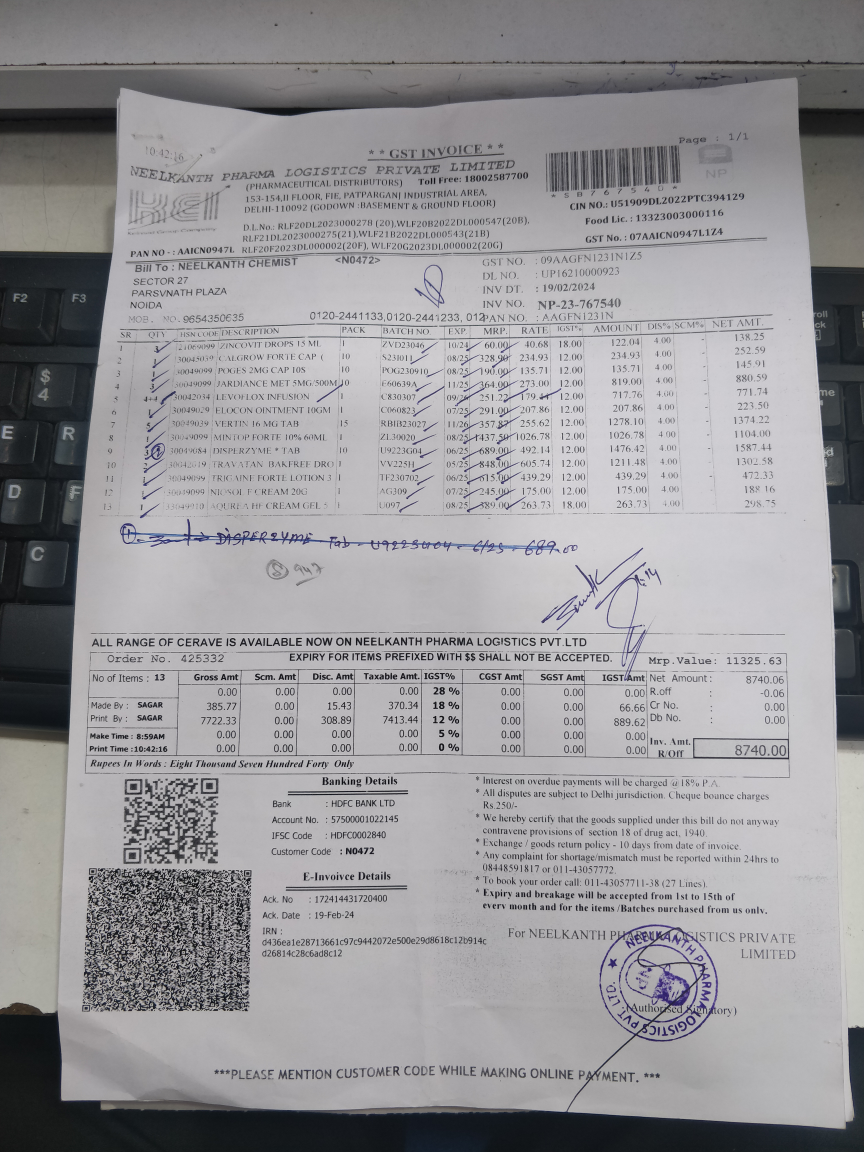 F2
F3
$
4
E
R
D
F
C
10:42:16
* * GST INVOICE * *
Page : 1/1
NEELKANTH PHARMA LOGISTICS PRIVATE LIMITED
(PHARMACEUTICAL DISTRIBUTORS) Toll Free: 18002587700
153-154,II FLOOR, FIE, PATPARGANJ INDUSTRIAL AREA,
DELHI-110092 (GODOWN :BASEMENT & GROUND FLOOR)
*SB767540*
NP
CIN NO.: U51909DL2022PTC394129
Food Lic. : 13323003000116
D.L.No.: RLF20DL2023000278 (20),WLF20B2022DL000547(20B),
RLF21DL2023000275(21),WLF21B2022DL000543(21B)
RLF20F2023DL000002(20F), WLF20G2023DL000002(20G)
PAN NO - : AAICN0947L
GST No.: 07AAICN0947L1Z4
Bill To : NEELKANTH CHEMIST <N0472>
SECTOR 27
PARSVNATH PLAZA
NOIDA
MOB. NO.9654350635 0120-2441133,0120-2441233, 012
GST NO. : 09AAGFN1231N1Z5
DL NO. : UP16210000923
INV DT. : 19/02/2024
INV NO. NP-23-767540
PAN NO. : AAGFN1231N
SR QTY HSN CODE DESCRIPTION PACK BATCH NO. EXP. MRP. RATE IGST% AMOUNT DIS% SCM% NET AMT.
1 21069099 ZINCOVIT DROPS 15 ML 1 ZVD23046 10/24 60.00 40.68 18.00 122.04 4.00 - 138.25
2 30045039 CALGROW FORTE CAP ( 10 S23J011 08/25 328.90 234.93 12.00 234.93 4.00 - 252.59
3 30049099 POGES 2MG CAP 10S 10 POG230910 08/25 190.00 135.71 12.00 135.71 4.00 - 145.91
4 30049099 JARDIANCE MET 5MG/500M 10 E60639A 11/25 364.00 273.00 12.00 819.00 4.00 - 880.59
5 4+4 30042034 LEVOFLOX INFUSION 1 C830307 09/26 251.22 179.44 12.00 717.76 4.00 - 771.74
6 1 30049029 ELOCON OINTMENT 10GM 1 C060823 07/25 291.00 207.86 12.00 207.86 4.00 - 223.50
7 5 30049039 VERTIN 16 MG TAB 15 RBIB23027 11/26 357.87 255.62 12.00 1278.10 4.00 - 1374.22
8 1 30049099 MINTOP FORTE 10% 60ML 1 ZL30020 08/25 1437.50 1026.78 12.00 1026.78 4.00 - 1104.00
9 3 30049084 DISPERZYME * TAB 10 U9223G04 06/25 689.00 492.14 12.00 1476.42 4.00 - 1587.44
10 2 TRAVATAN BAKFREE DRO 1 VV225H 05/25 848.00 605.74 12.00 1211.48 4.00 - 1302.58
11 1 30049099 TRIGAINE FORTE LOTION 3 1 TF230702 06/25 615.00 439.29 12.00 439.29 4.00 - 472.33
12 1 30049099 NIOSOL F CREAM 20G 1 AG309 07/25 245.00 175.00 12.00 175.00 4.00 - 188.16
13 1 AQUREA HF CREAM GEL 5 1 U097 08/25 389.00 263.73 18.00 263.73 4.00 - 298.75
DISPERZYME Tab - U9223G04 - 6/25 - 689.00
ALL RANGE OF CERAVE IS AVAILABLE NOW ON NEELKANTH PHARMA LOGISTICS PVT.LTD
Order No. 425332 EXPIRY FOR ITEMS PREFIXED WITH $$ SHALL NOT BE ACCEPTED. Mrp.Value: 11325.63
No of Items : 13 Gross Amt Scm. Amt Disc. Amt Taxable Amt. IGST% CGST Amt SGST Amt IGST Amt Net Amount : 8740.06
0.00 0.00 0.00 0.00 28 % 0.00 0.00 0.00 R.off : -0.06
Made By : SAGAR 385.77 0.00 15.43 370.34 18 % 0.00 0.00 66.66 Cr No. : 0.00
Print By : SAGAR 7722.33 0.00 308.89 7413.44 12 % 0.00 0.00 889.62 Db No. : 0.00
Make Time : 8:59AM 0.00 0.00 0.00 0.00 5 % 0.00 0.00 0.00
Print Time :10:42:16 0.00 0.00 0.00 0.00 0 % 0.00 0.00 0.00 Inv. Amt. R/Off 8740.00
Rupees In Words : Eight Thousand Seven Hundred Forty Only
Banking Details
Bank : HDFC BANK LTD
Account No. : 57500001022145
IFSC Code : HDFC0002840
Customer Code : N0472
E-Invoivce Details
Ack. No : 172414431720400
Ack. Date : 19-Feb-24
IRN :
d436ea1e28713661c97c9442072e500e29d8618c12b914c
d26814c28c6ad8c12
* Interest on overdue payments will be charged @18% P.A.
* All disputes are subject to Delhi jurisdiction. Cheque bounce charges
Rs.250/-
* We hereby certify that the goods supplied under this bill do not anyway
contravene provisions of section 18 of drug act, 1940.
* Exchange / goods return policy - 10 days from date of invoice.
* Any complaint for shortage/mismatch must be reported within 24hrs to
08448591817 or 011-43057772.
* To book your order call: 011-43057711-38 (27 Lines).
* Expiry and breakage will be accepted from 1st to 15th of
every month and for the items /Batches purchased from us only.
For NEELKANTH PHARMA LOGISTICS PRIVATE
LIMITED
NEELKANTH PHARMA LOGISTICS PVT. LTD.
(Authorised Signatory)
***PLEASE MENTION CUSTOMER CODE WHILE MAKING ONLINE PAYMENT. ***